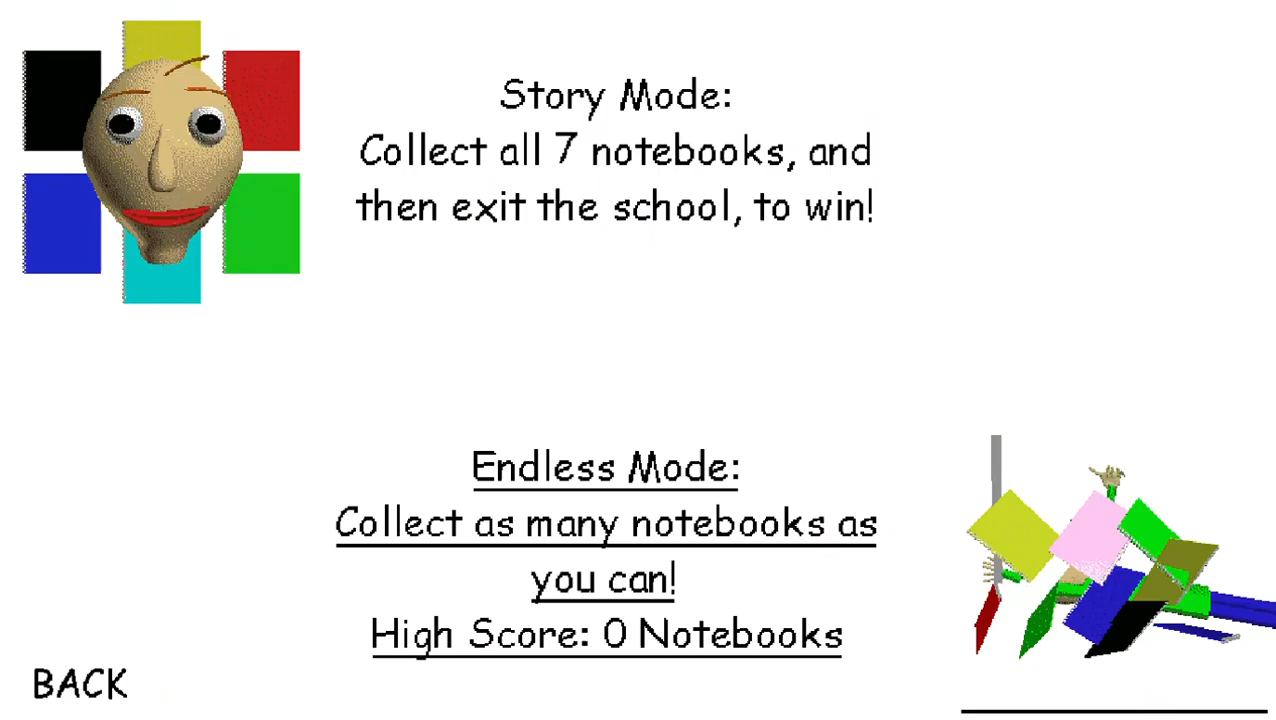 Story Mode:
Collect all 7 notebooks, and
then exit the school, to win!
Endless Mode:
Collect as many notebooks as
you can!
High Score: 0 Notebooks
BACK